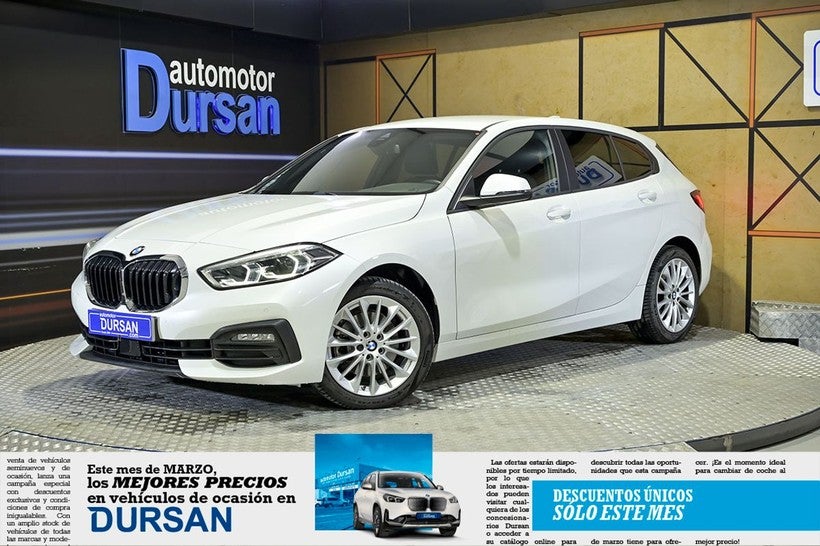 automotor
Dursan
automotor
DURSAN
.com
venta de vehículos
seminuevos y de
ocasión, lanza una
campaña especial
con descuentos
exclusivos y condi-
ciones de compra
inigualables. Con
un amplio stock de
vehículos de todas
las marcas y mode-
Este mes de MARZO,
los MEJORES PRECIOS
en vehículos de ocasión en
DURSAN
automotor Dursan
Las ofertas estarán dispo-
nibles por tiempo limitado,
por lo que
los interesa-
dos pueden
visitar cual-
quiera de los
concesiona-
rios Dursan
o acceder a
su catálogo
online para
descubrir todas las oportu-
nidades que esta campaña
de marzo tiene para ofre-
cer. ¡Es el momento ideal
para cambiar de coche al
mejor precio!
DESCUENTOS ÚNICOS
SÓLO ESTE MES